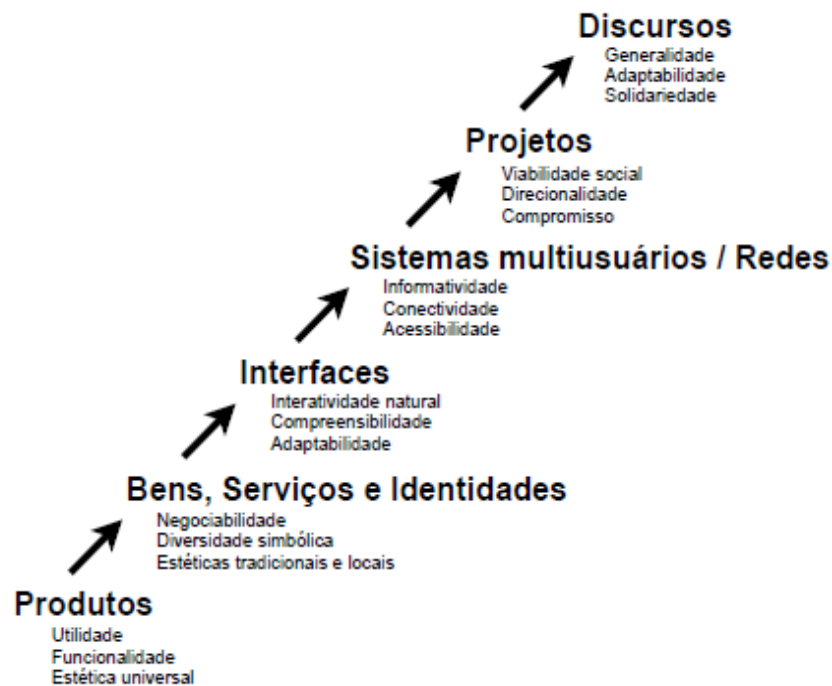 Discursos
Generalidade
Adaptabilidade
Solidariedade
Projetos
Viabilidade social
Direcionalidade
Compromisso
Sistemas multiusuários / Redes
Informatividade
Conectividade
Acessibilidade
Interfaces
Interatividade natural
Compreensibilidade
Adaptabilidade
Bens, Serviços e Identidades
Negociabilidade
Diversidade simbólica
Estéticas tradicionais e locais
Produtos
Utilidade
Funcionalidade
Estética universal